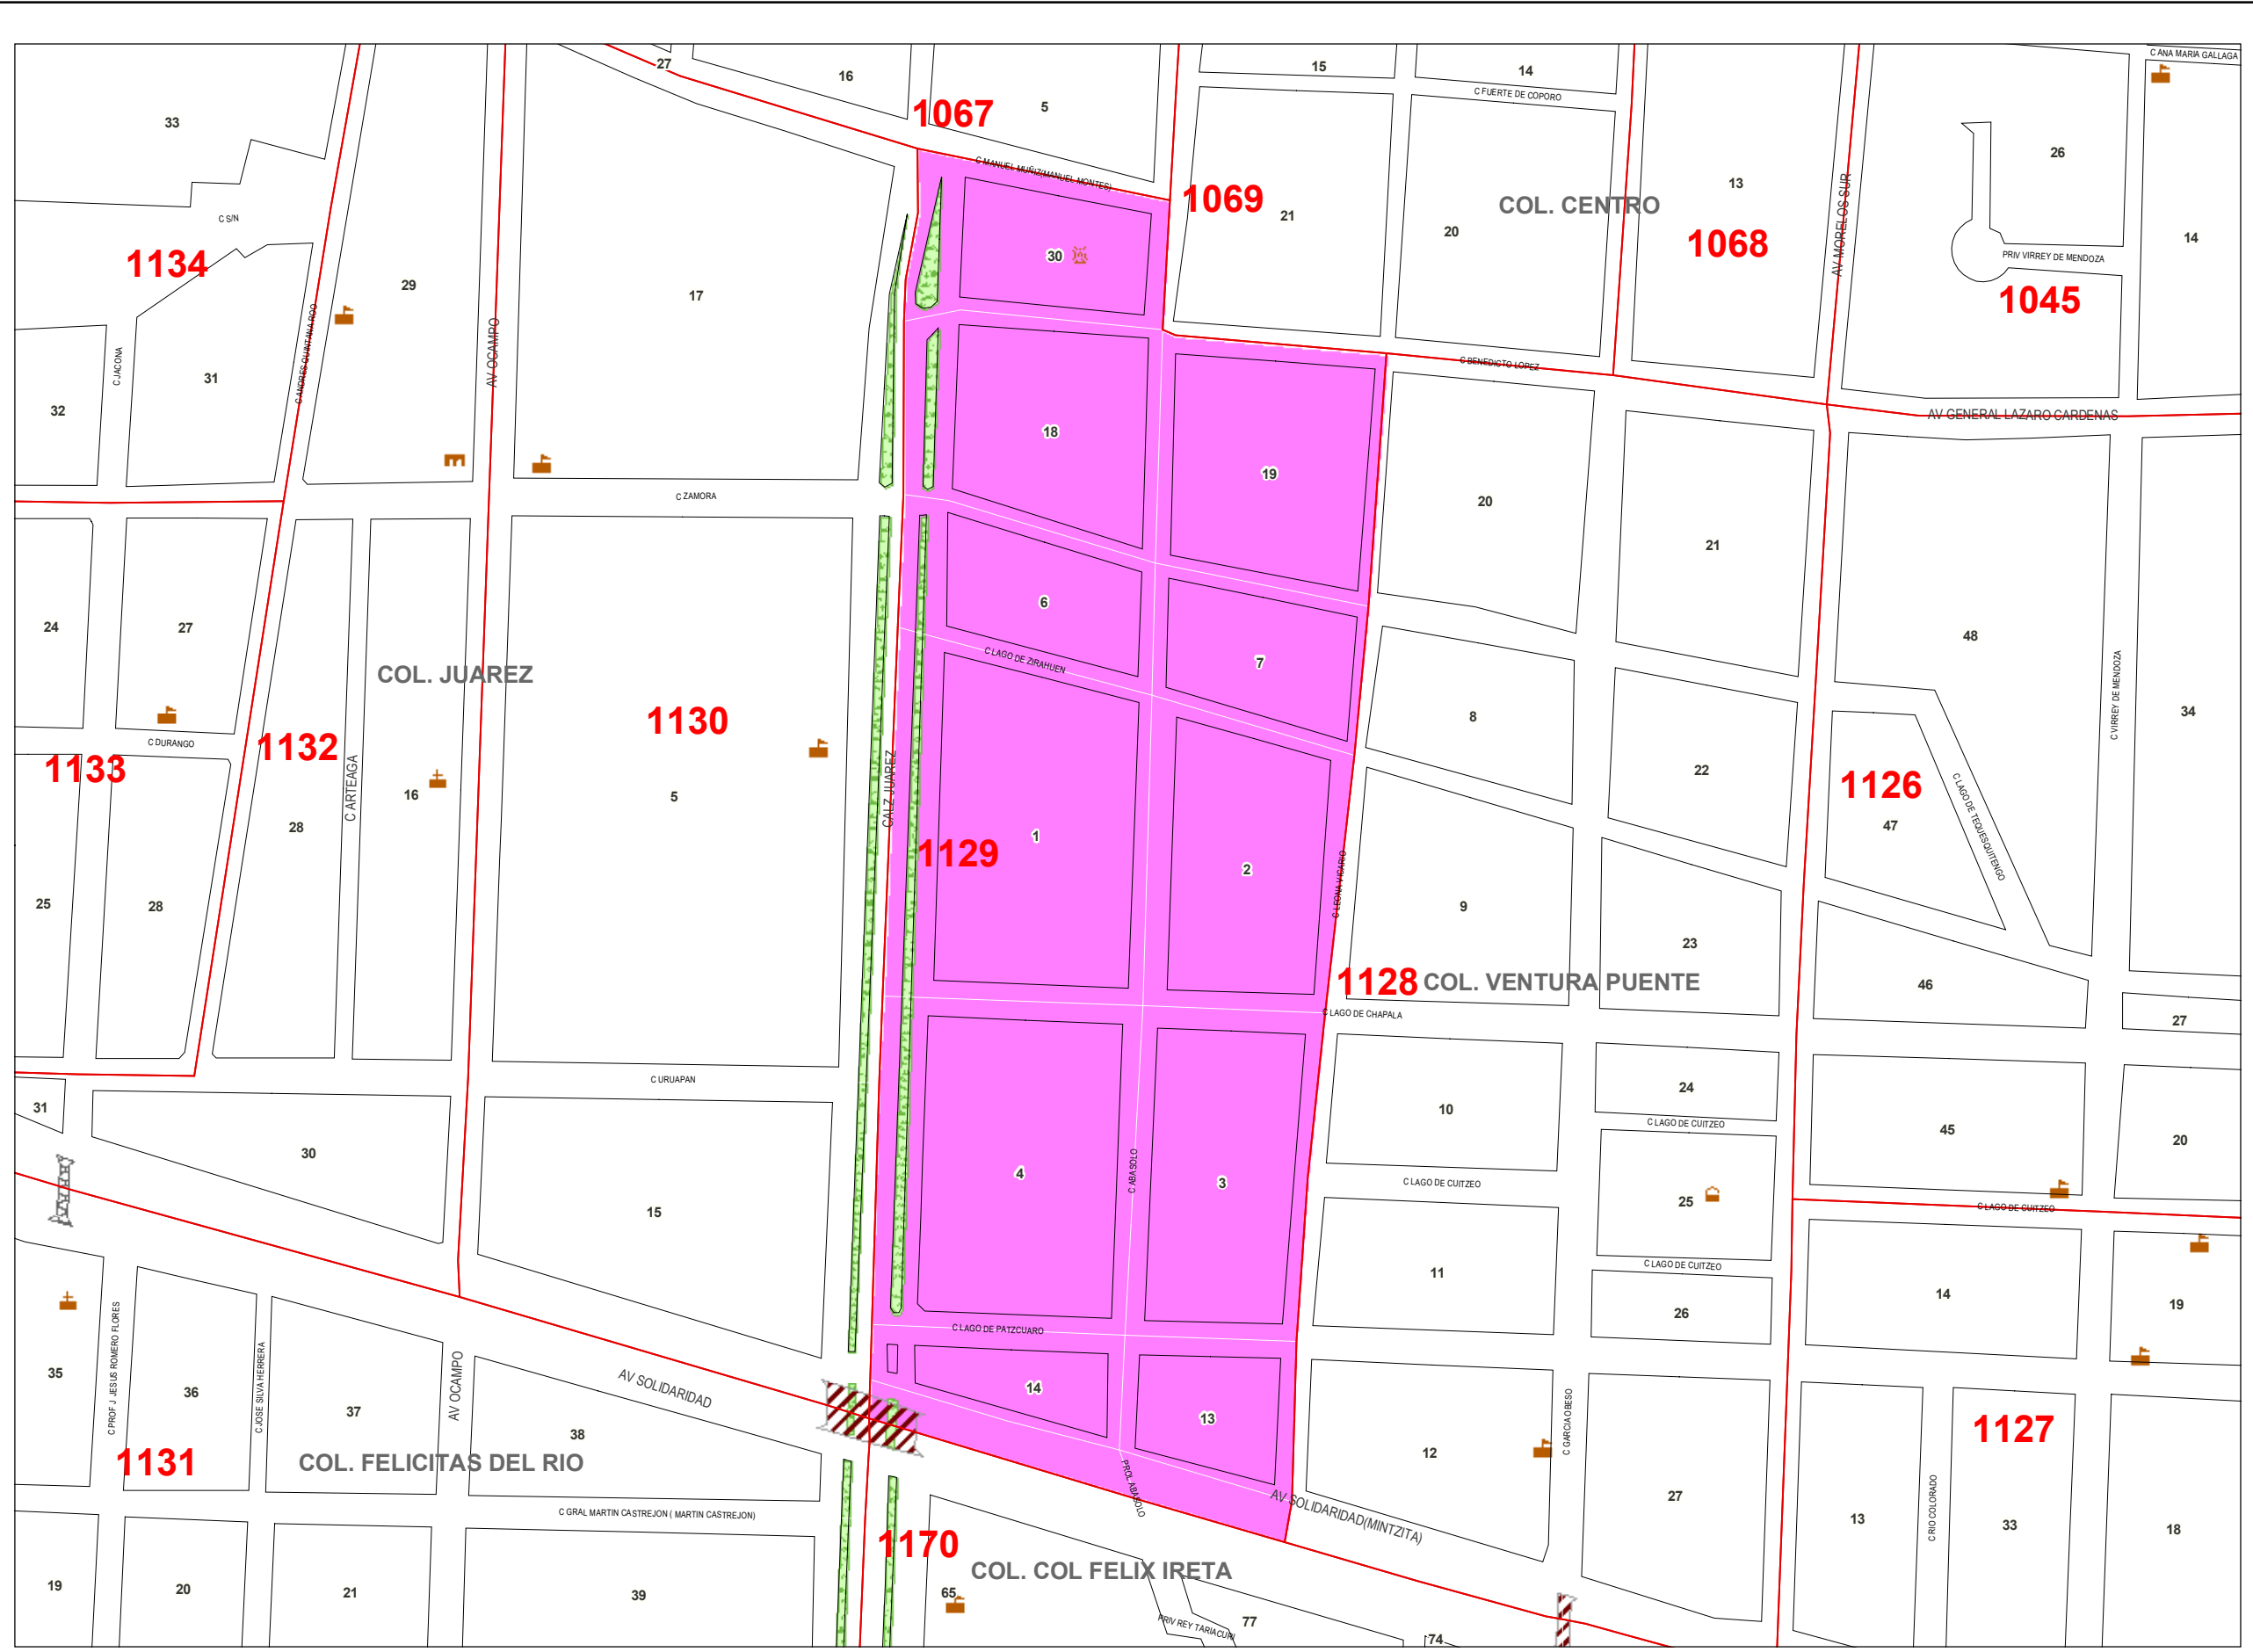 C ANA MARIA GALLAGA
27
16
15
14
C FUERTE DE COPORO
5
1067
33
26
C MANUEL MUÑIZ(MANUEL MONTES)
13
1069
COL. CENTRO
21
20
C S/N
AV MORELOS SUR
14
1068
30
PRIV VIRREY DE MENDOZA
1134
29
17
1045
AV OCAMPO
C ANDRES QUINTANA ROO
C JACONA
31
C BENEDICTO LOPEZ
32
AV GENERAL LAZARO CARDENAS
18
19
C ZAMORA
20
21
6
24
27
48
C LAGO DE ZIRAHUEN
7
COL. JUAREZ
C VIRREY DE MENDOZA
8
34
1130
C DURANGO
1132
1133
22
1126
C ARTEAGA
16
5
CALZ JUAREZ
28
47
C LAGO DE TEQUESQUITENGO
1
1129
2
C LEONA VICARIO
25
28
9
23
1128
COL. VENTURA PUENTE
46
C LAGO DE CHAPALA
27
C URUAPAN
24
31
10
C LAGO DE CUITZEO
45
20
30
4
C ABASOLO
3
C LAGO DE CUITZEO
25
15
C LAGO DE CUITZEO
C LAGO DE CUITZEO
11
14
19
26
C LAGO DE PATZCUARO
C PROF J JESUS ROMERO FLORES
35
36
C JOSE SILVA HERRERA
AV OCAMPO
AV SOLIDARIDAD
14
37
13
C GARCIA OBESO
38
12
1127
1131
COL. FELICITAS DEL RIO
PROL ABASOLO
AV SOLIDARIDAD(MINTZITA)
27
C RIO COLORADO
C GRAL MARTIN CASTREJON ( MARTIN CASTREJON)
13
33
18
1170
COL. COL FELIX IRETA
19
20
21
39
65
PRIV REY TARIACURI
77
74